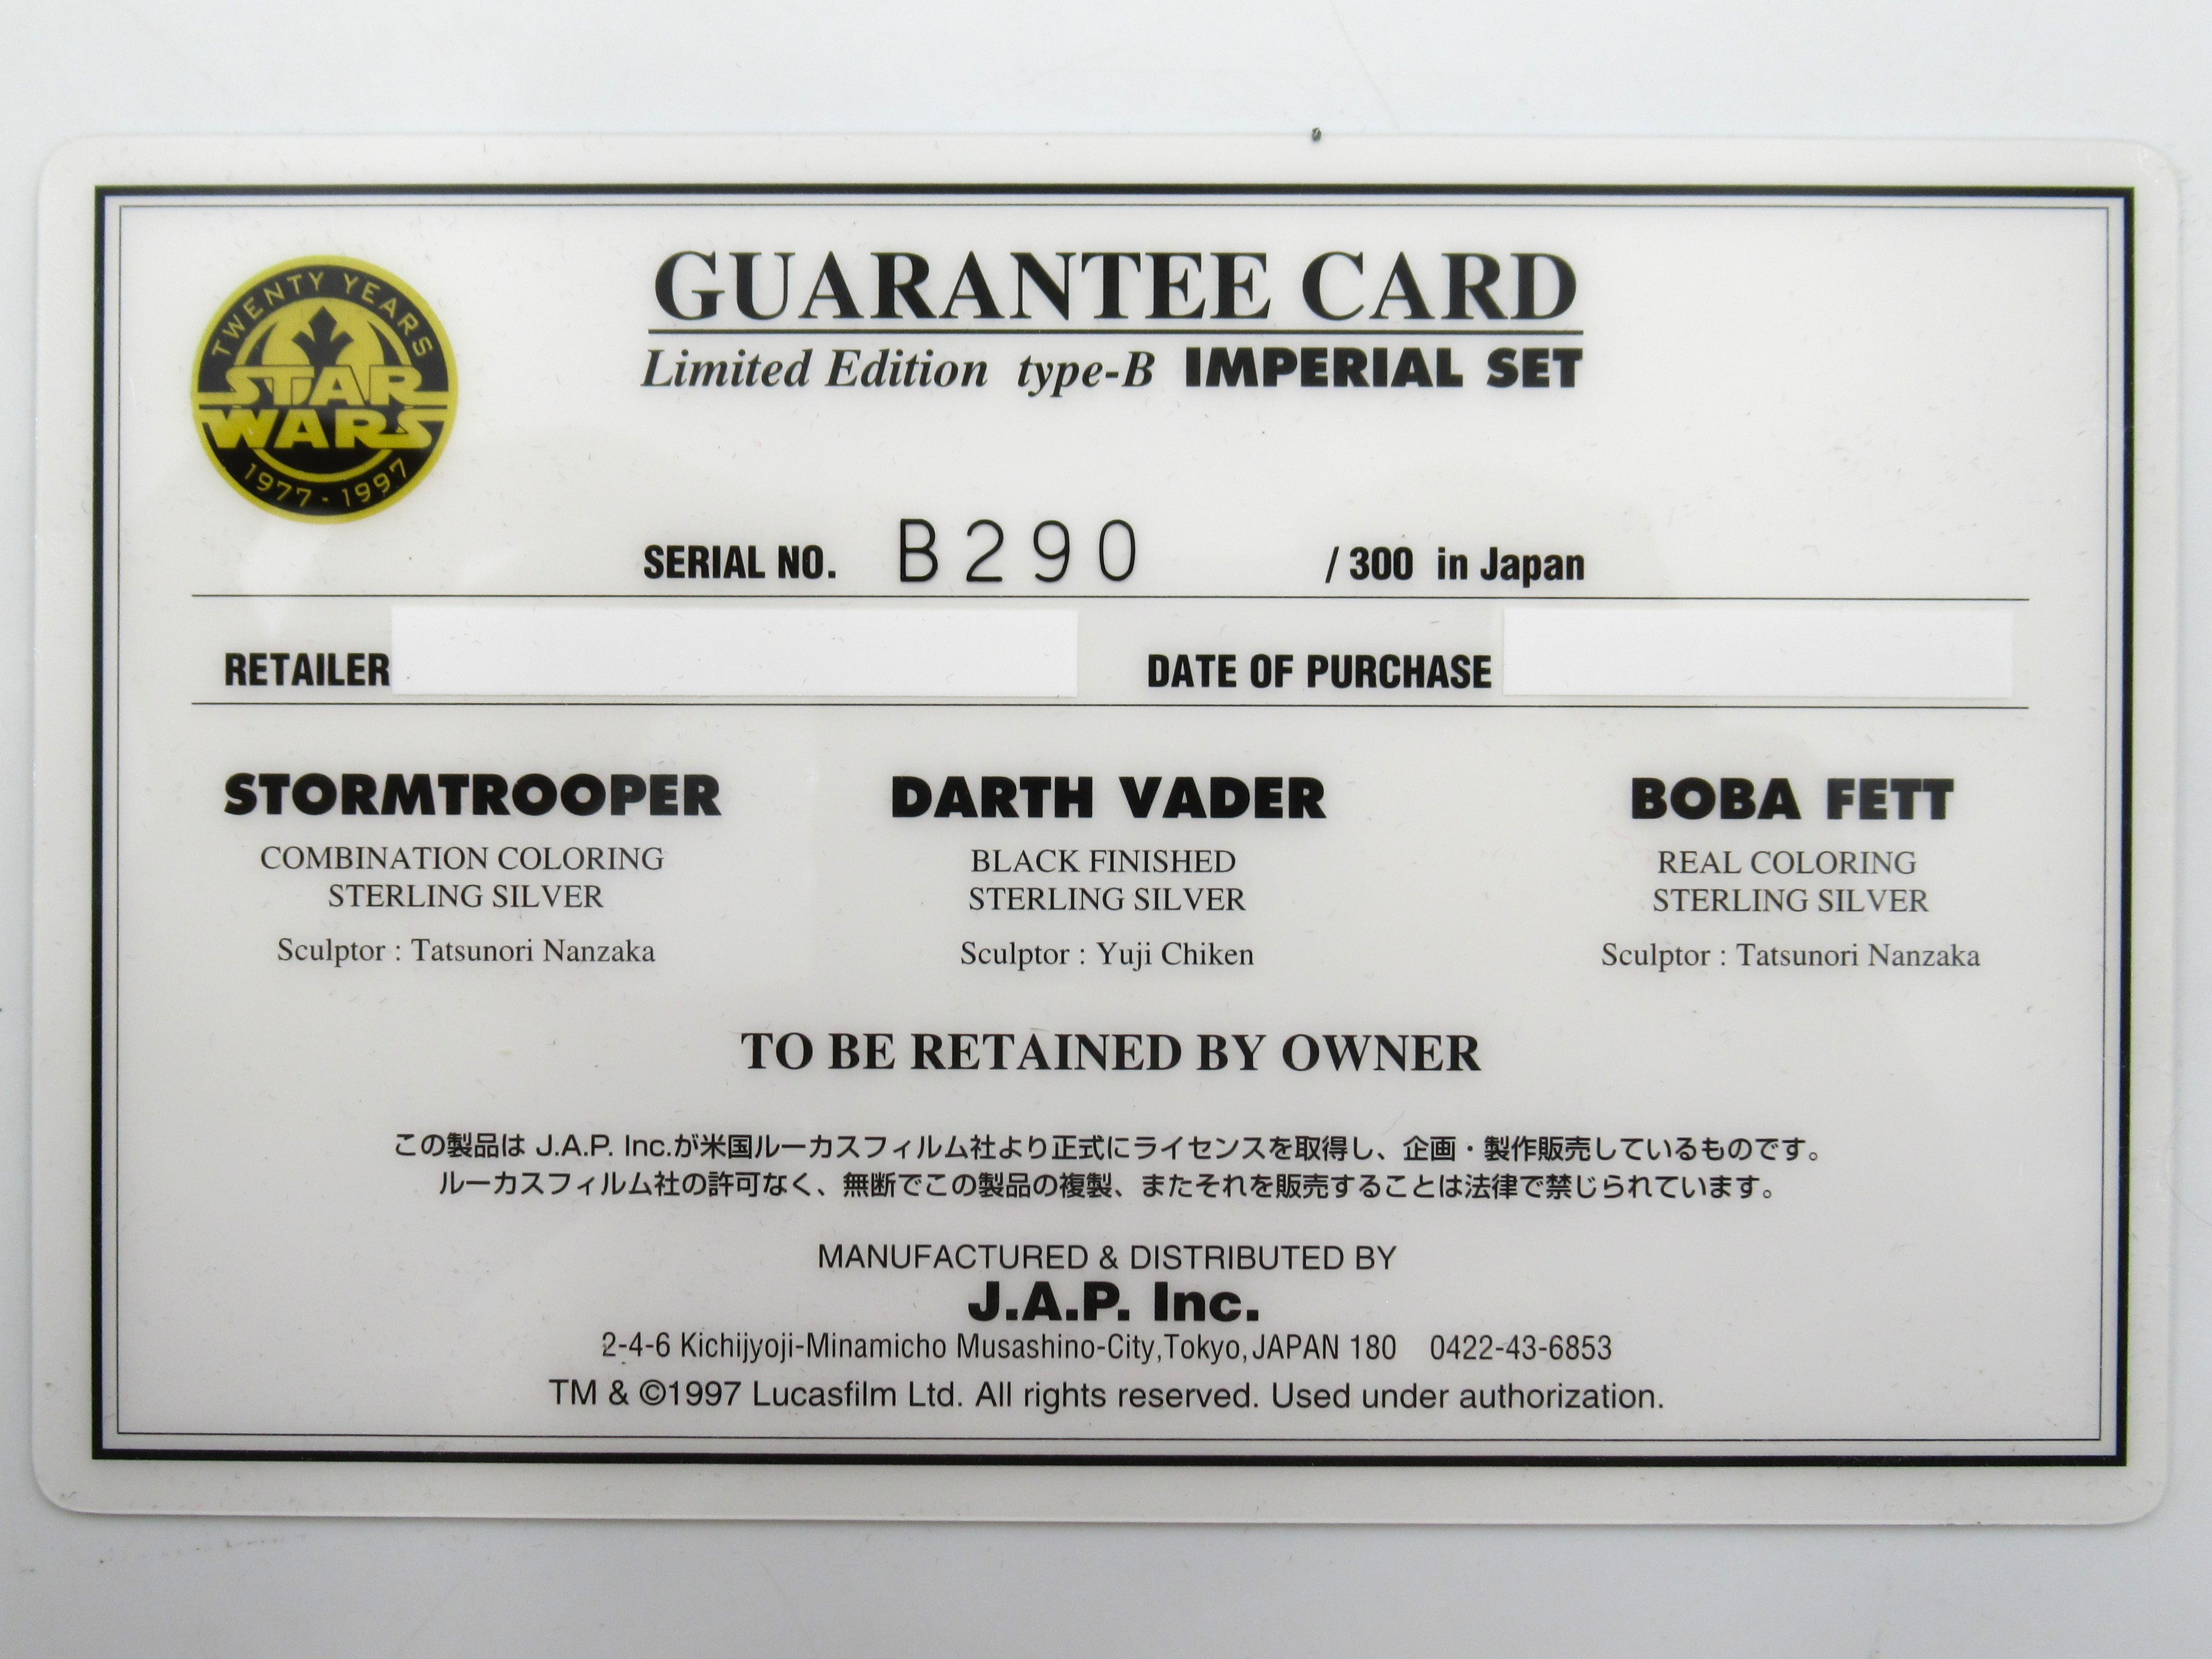 TWENTY YEARS
STAR
WARS
1977-1997
GUARANTEE CARD
Limited Edition type-B IMPERIAL SET
SERIAL NO. B290 / 300 in Japan
RETAILER DATE OF PURCHASE
STORMTROOPER DARTH VADER BOBA FETT
COMBINATION COLORING BLACK FINISHED REAL COLORING
STERLING SILVER STERLING SILVER STERLING SILVER
Sculptor : Tatsunori Nanzaka Sculptor : Yuji Chiken Sculptor : Tatsunori Nanzaka
TO BE RETAINED BY OWNER
この製品は J.A.P. Inc.が米国ルーカスフィルム社より正式にライセンスを取得し、企画・製作販売しているものです。
ルーカスフィルム社の許可なく、無断でこの製品の複製、またそれを販売することは法律で禁じられています。
MANUFACTURED & DISTRIBUTED BY
J.A.P. Inc.
2-4-6 Kichijyoji-Minamicho Musashino-City,Tokyo,JAPAN 180 0422-43-6853
TM & ©1997 Lucasfilm Ltd. All rights reserved. Used under authorization.